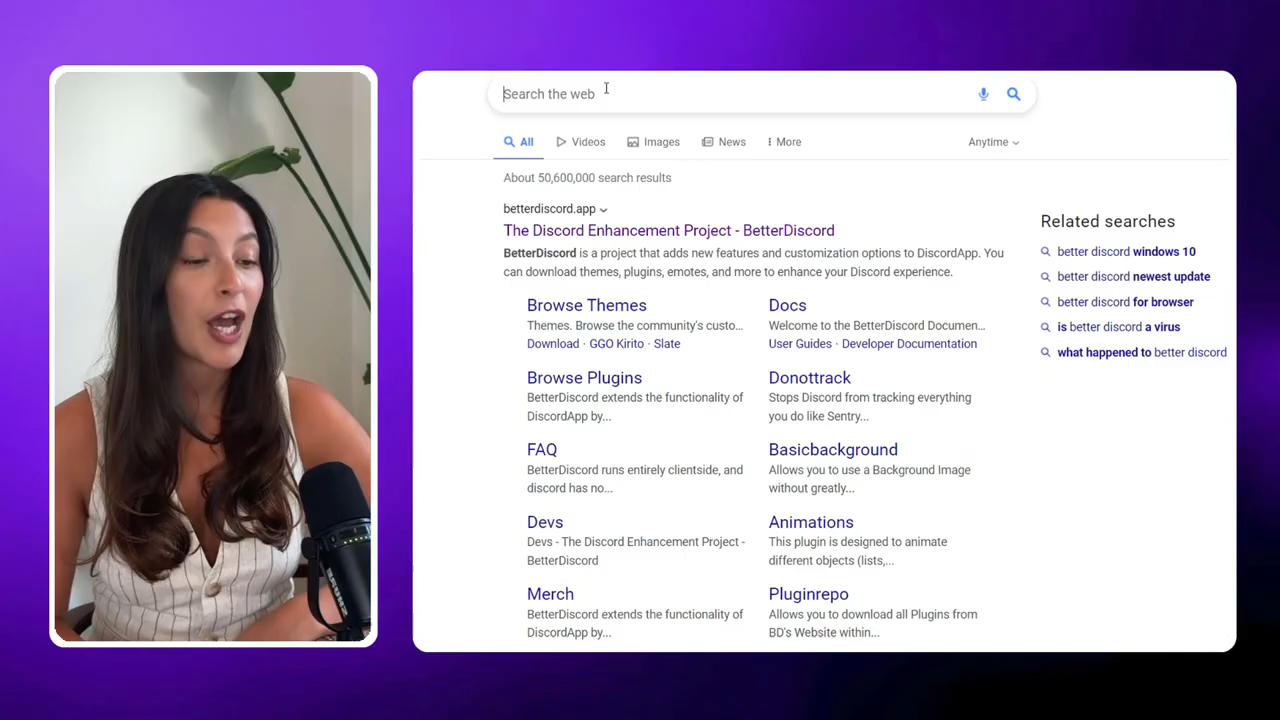 Search the web
All
Videos
Images
News
More
Anytime
About 50,600,000 search results
betterdiscord.app
The Discord Enhancement Project - BetterDiscord
BetterDiscord is a project that adds new features and customization options to DiscordApp. You
can download themes, plugins, emotes, and more to enhance your Discord experience.
Browse Themes
Themes. Browse the community's custo...
Download · GGO Kirito · Slate
Browse Plugins
BetterDiscord extends the functionality of
DiscordApp by...
FAQ
BetterDiscord runs entirely clientside, and
discord has no...
Devs
Devs - The Discord Enhancement Project -
BetterDiscord
Merch
BetterDiscord extends the functionality of
DiscordApp by...
Docs
Welcome to the BetterDiscord Documen...
User Guides · Developer Documentation
Donottrack
Stops Discord from tracking everything
you do like Sentry...
Basicbackground
Allows you to use a Background Image
without greatly...
Animations
This plugin is designed to animate
different objects (lists,...
Pluginrepo
Allows you to download all Plugins from
BD's Website within...
Related searches
better discord windows 10
better discord newest update
better discord for browser
is better discord a virus
what happened to better discord
SHURE